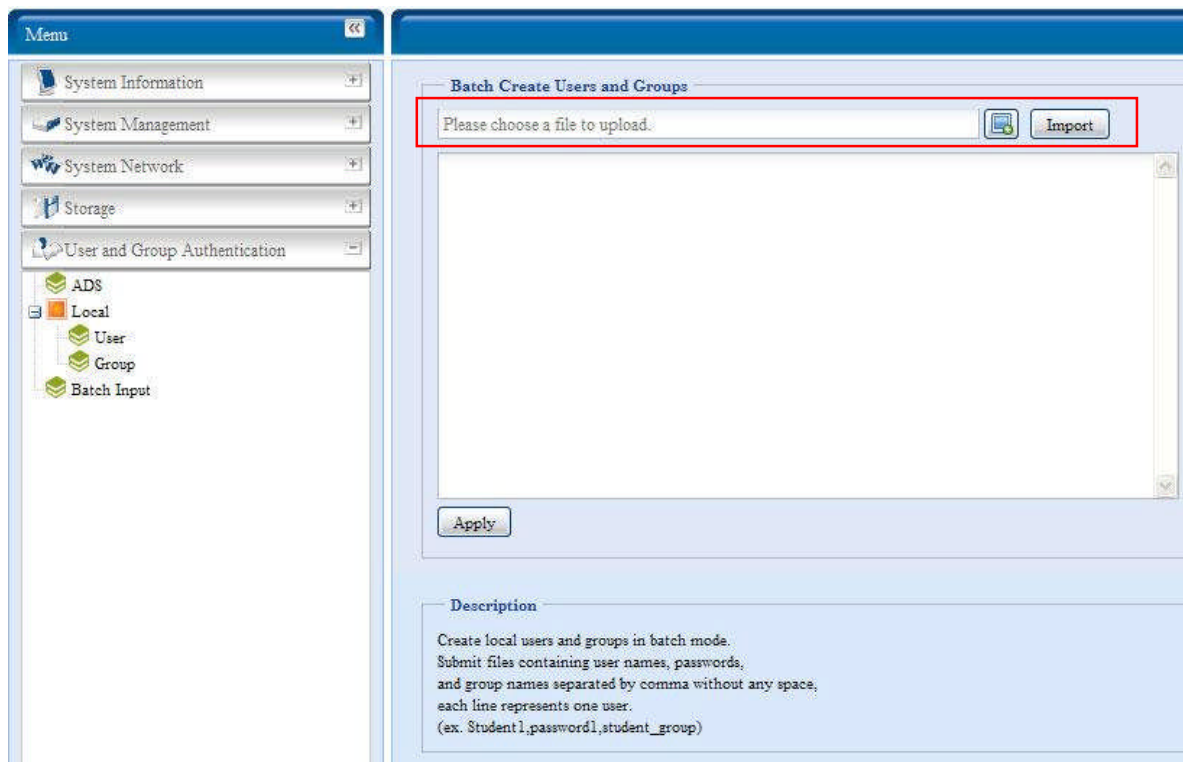 Menu
System Information
System Management
System Network
Storage
User and Group Authentication
ADS
Local
User
Group
Batch Input
Batch Create Users and Groups
Please choose a file to upload.
Import
Apply
Description
Create local users and groups in batch mode.
Submit files containing user names, passwords,
and group names separated by comma without any space,
each line represents one user.
(ex. Student1,password1,student_group)